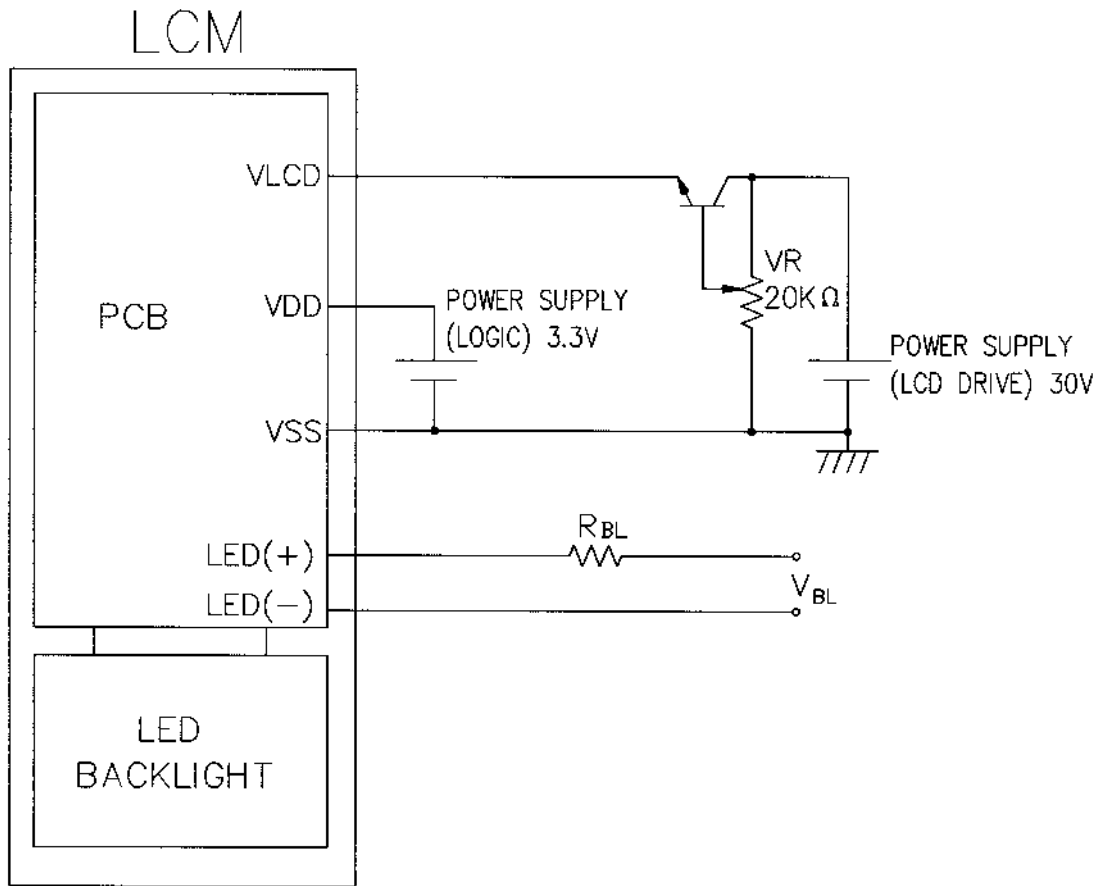 LCM
VLCD
VR
20KΩ
PCB
VDD
POWER SUPPLY
(LOGIC) 3.3V
POWER SUPPLY
(LCD DRIVE) 30V
VSS
RBL
LED(+)
VBL
LED(−)
LED
BACKLIGHT